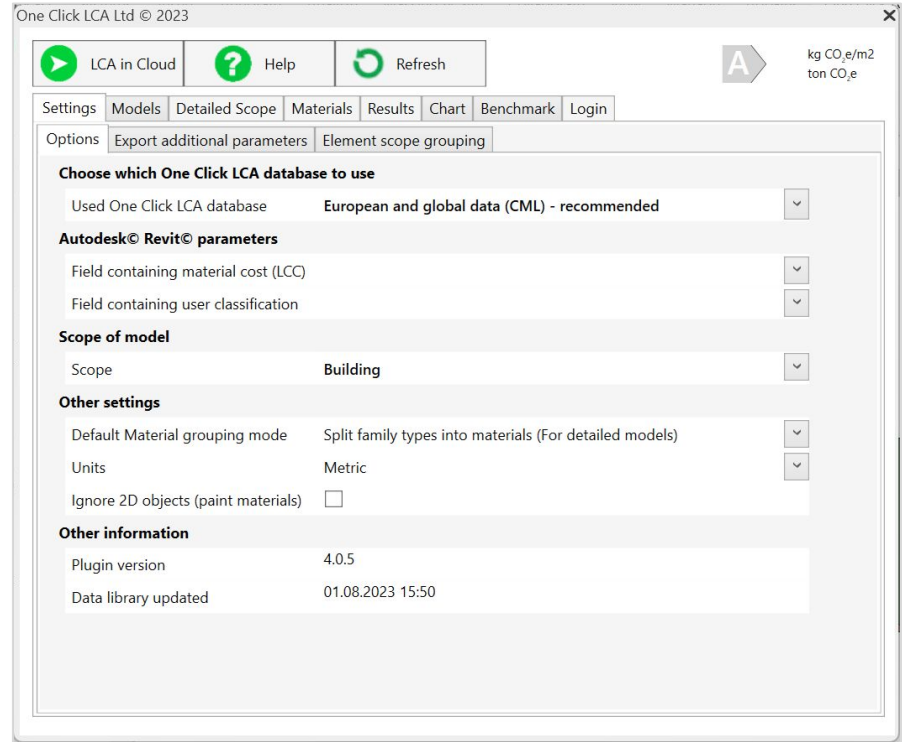 One Click LCA Ltd © 2023
LCA in Cloud
Help
Refresh
A
kg CO₂e/m2
ton CO₂e
Settings Models Detailed Scope Materials Results Chart Benchmark Login
Options Export additional parameters Element scope grouping
Choose which One Click LCA database to use
Used One Click LCA database European and global data (CML) - recommended
Autodesk© Revit© parameters
Field containing material cost (LCC)
Field containing user classification
Scope of model
Scope Building
Other settings
Default Material grouping mode Split family types into materials (For detailed models)
Units Metric
Ignore 2D objects (paint materials)
Other information
Plugin version 4.0.5
Data library updated 01.08.2023 15:50